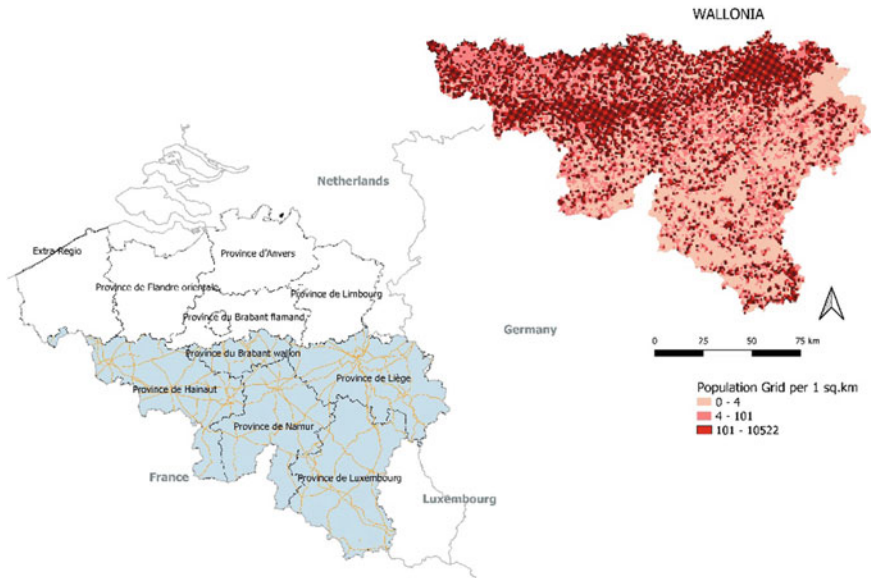 WALLONIA
Netherlands
Extra-Regio
Province d'Anvers
Province de Flandre orientale
Province de Limbourg
Province du Brabant flamand
Germany
Province du Brabant wallon
Province de Liège
Province de Hainaut
Province de Namur
France
Province de Luxembourg
Luxembourg
0 25 50 75 km
Population Grid per 1 sq.km
0 - 4
4 - 101
101 - 10522